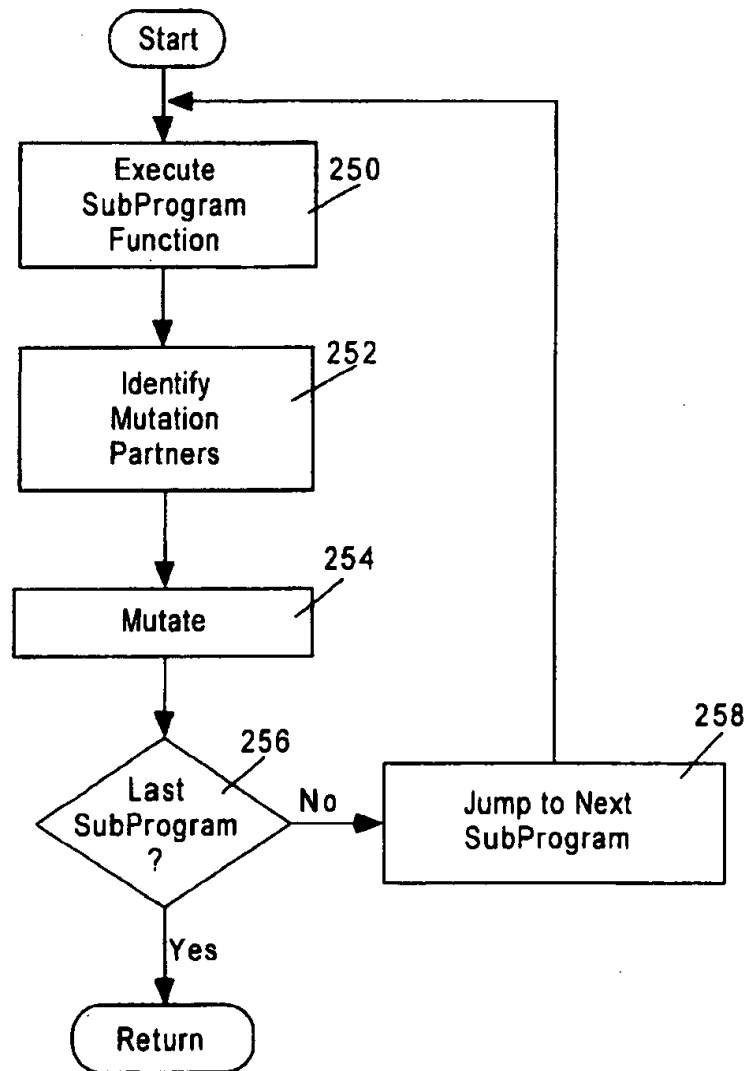 Start
Execute
SubProgram
Function
250
Identify
Mutation
Partners
252
Mutate
254
Last
SubProgram
?
256
No
Jump to Next
SubProgram
258
Yes
Return